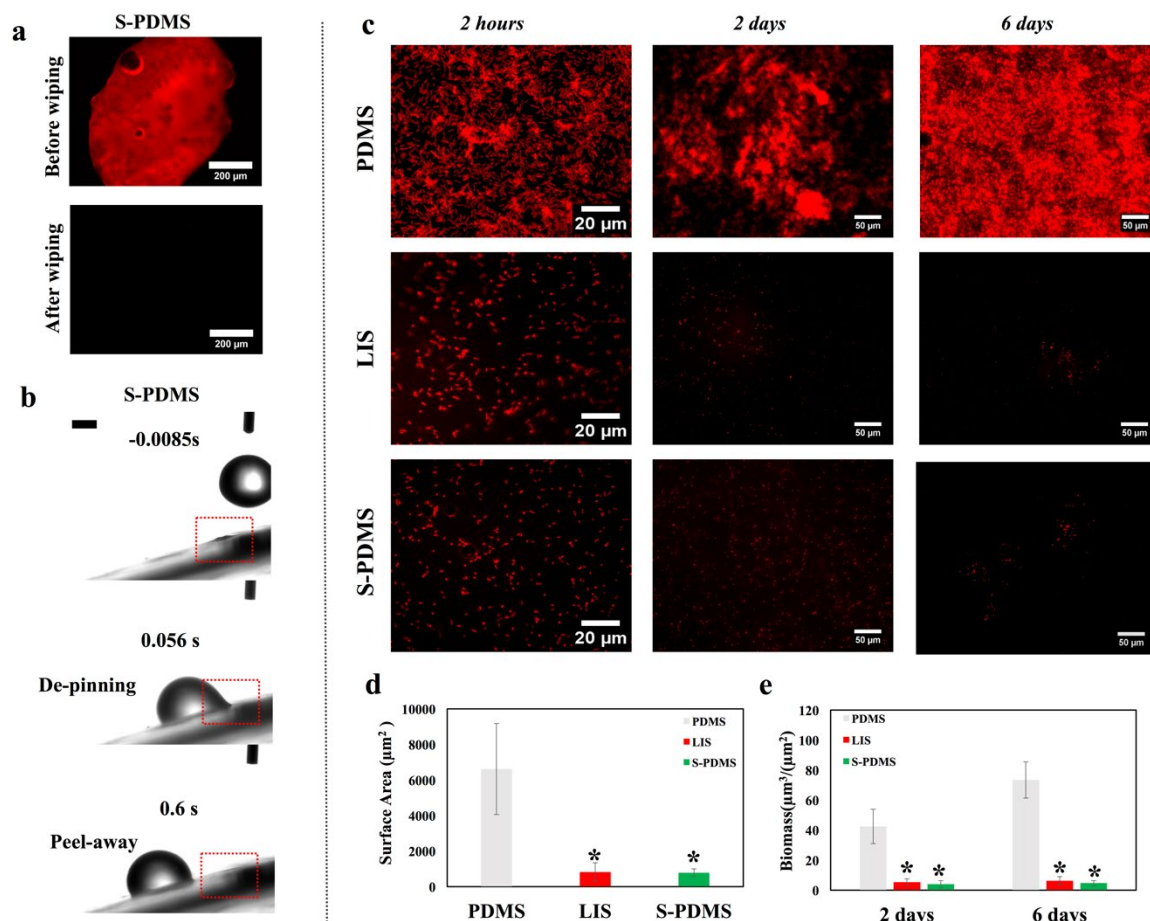 a
S-PDMS
Before wiping
200 µm
After wiping
200 µm
b
S-PDMS
-0.0085s
0.056 s
De-pinning
0.6 s
Peel-away
c
2 hours 2 days 6 days
PDMS
20 µm 50 µm 50 µm
LIS
20 µm 50 µm 50 µm
S-PDMS
20 µm 50 µm 50 µm
d
Surface Area (µm²)
10000
8000
6000
4000
2000
0
PDMS
LIS
S-PDMS
* *
PDMS LIS S-PDMS
e
Biomass(µm³/(µm²)
120
100
80
60
40
20
0
PDMS
LIS
S-PDMS
* * * *
2 days 6 days